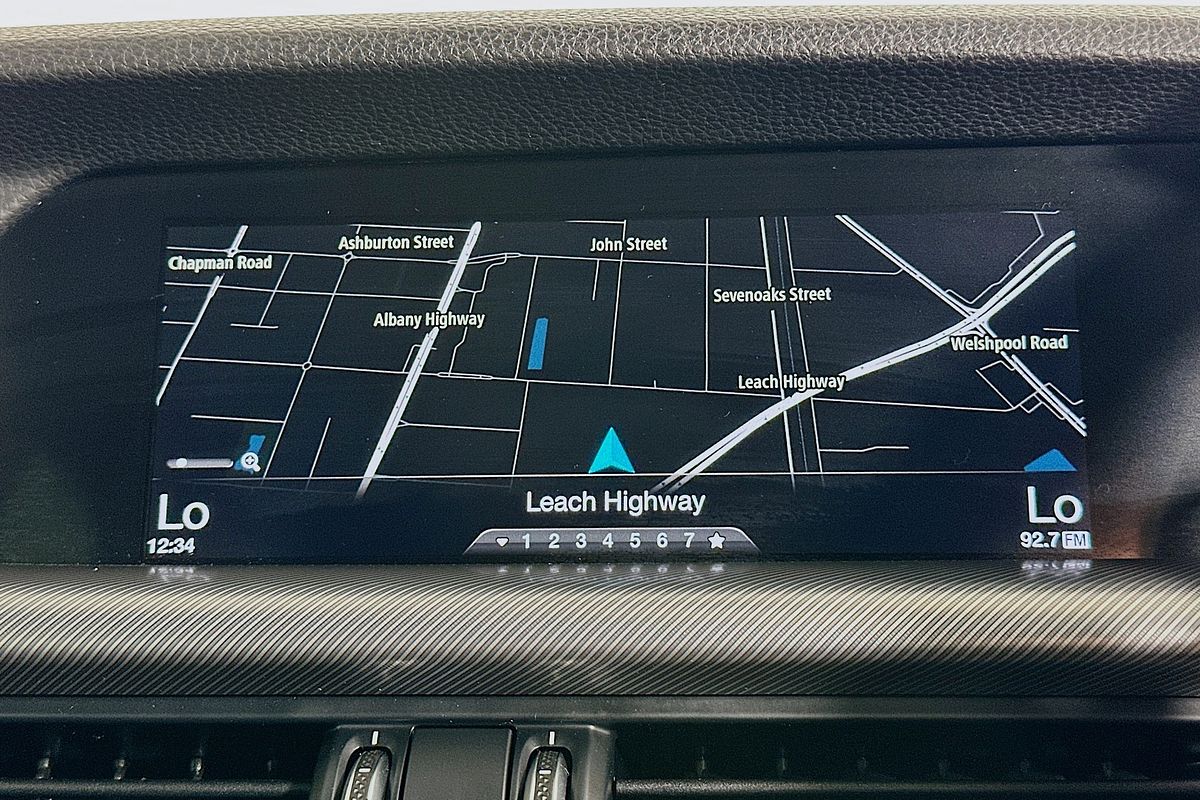 Ashburton Street
John Street
Chapman Road
Sevenoaks Street
Albany Highway
Welshpool Road
Leach Highway
Leach Highway
Lo
Lo
12:34
1 2 3 4 5 6 7
92.7 FM